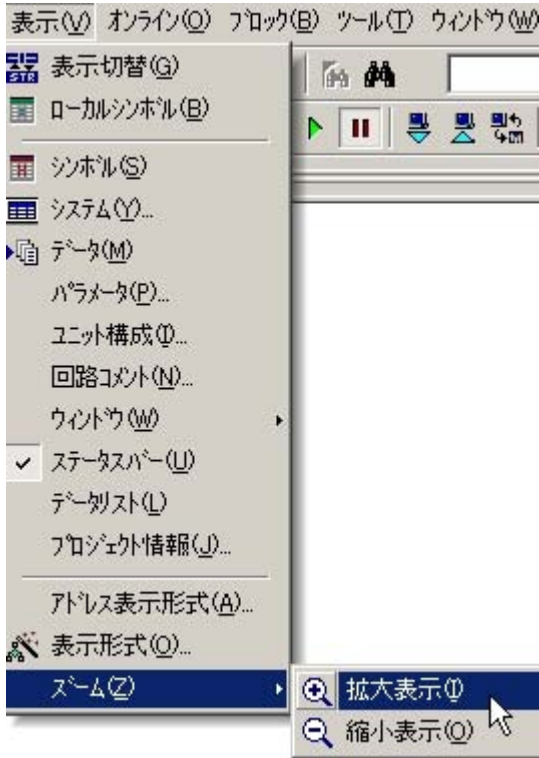 表示(V) オンライン(O) ブロック(B) ツール(T) ウィンドウ(W)
表示切替(G)
ローカルシンボル(B)
シンボル(S)
システム(Y)...
データ(M)
パラメータ(P)...
ユニット構成(I)...
回路コメント(N)...
ウィンドウ(W)
ステータスバー(U)
データリスト(L)
プロジェクト情報(J)...
アドレス表示形式(A)...
表示形式(O)...
ズーム(Z)
拡大表示(I)
縮小表示(O)